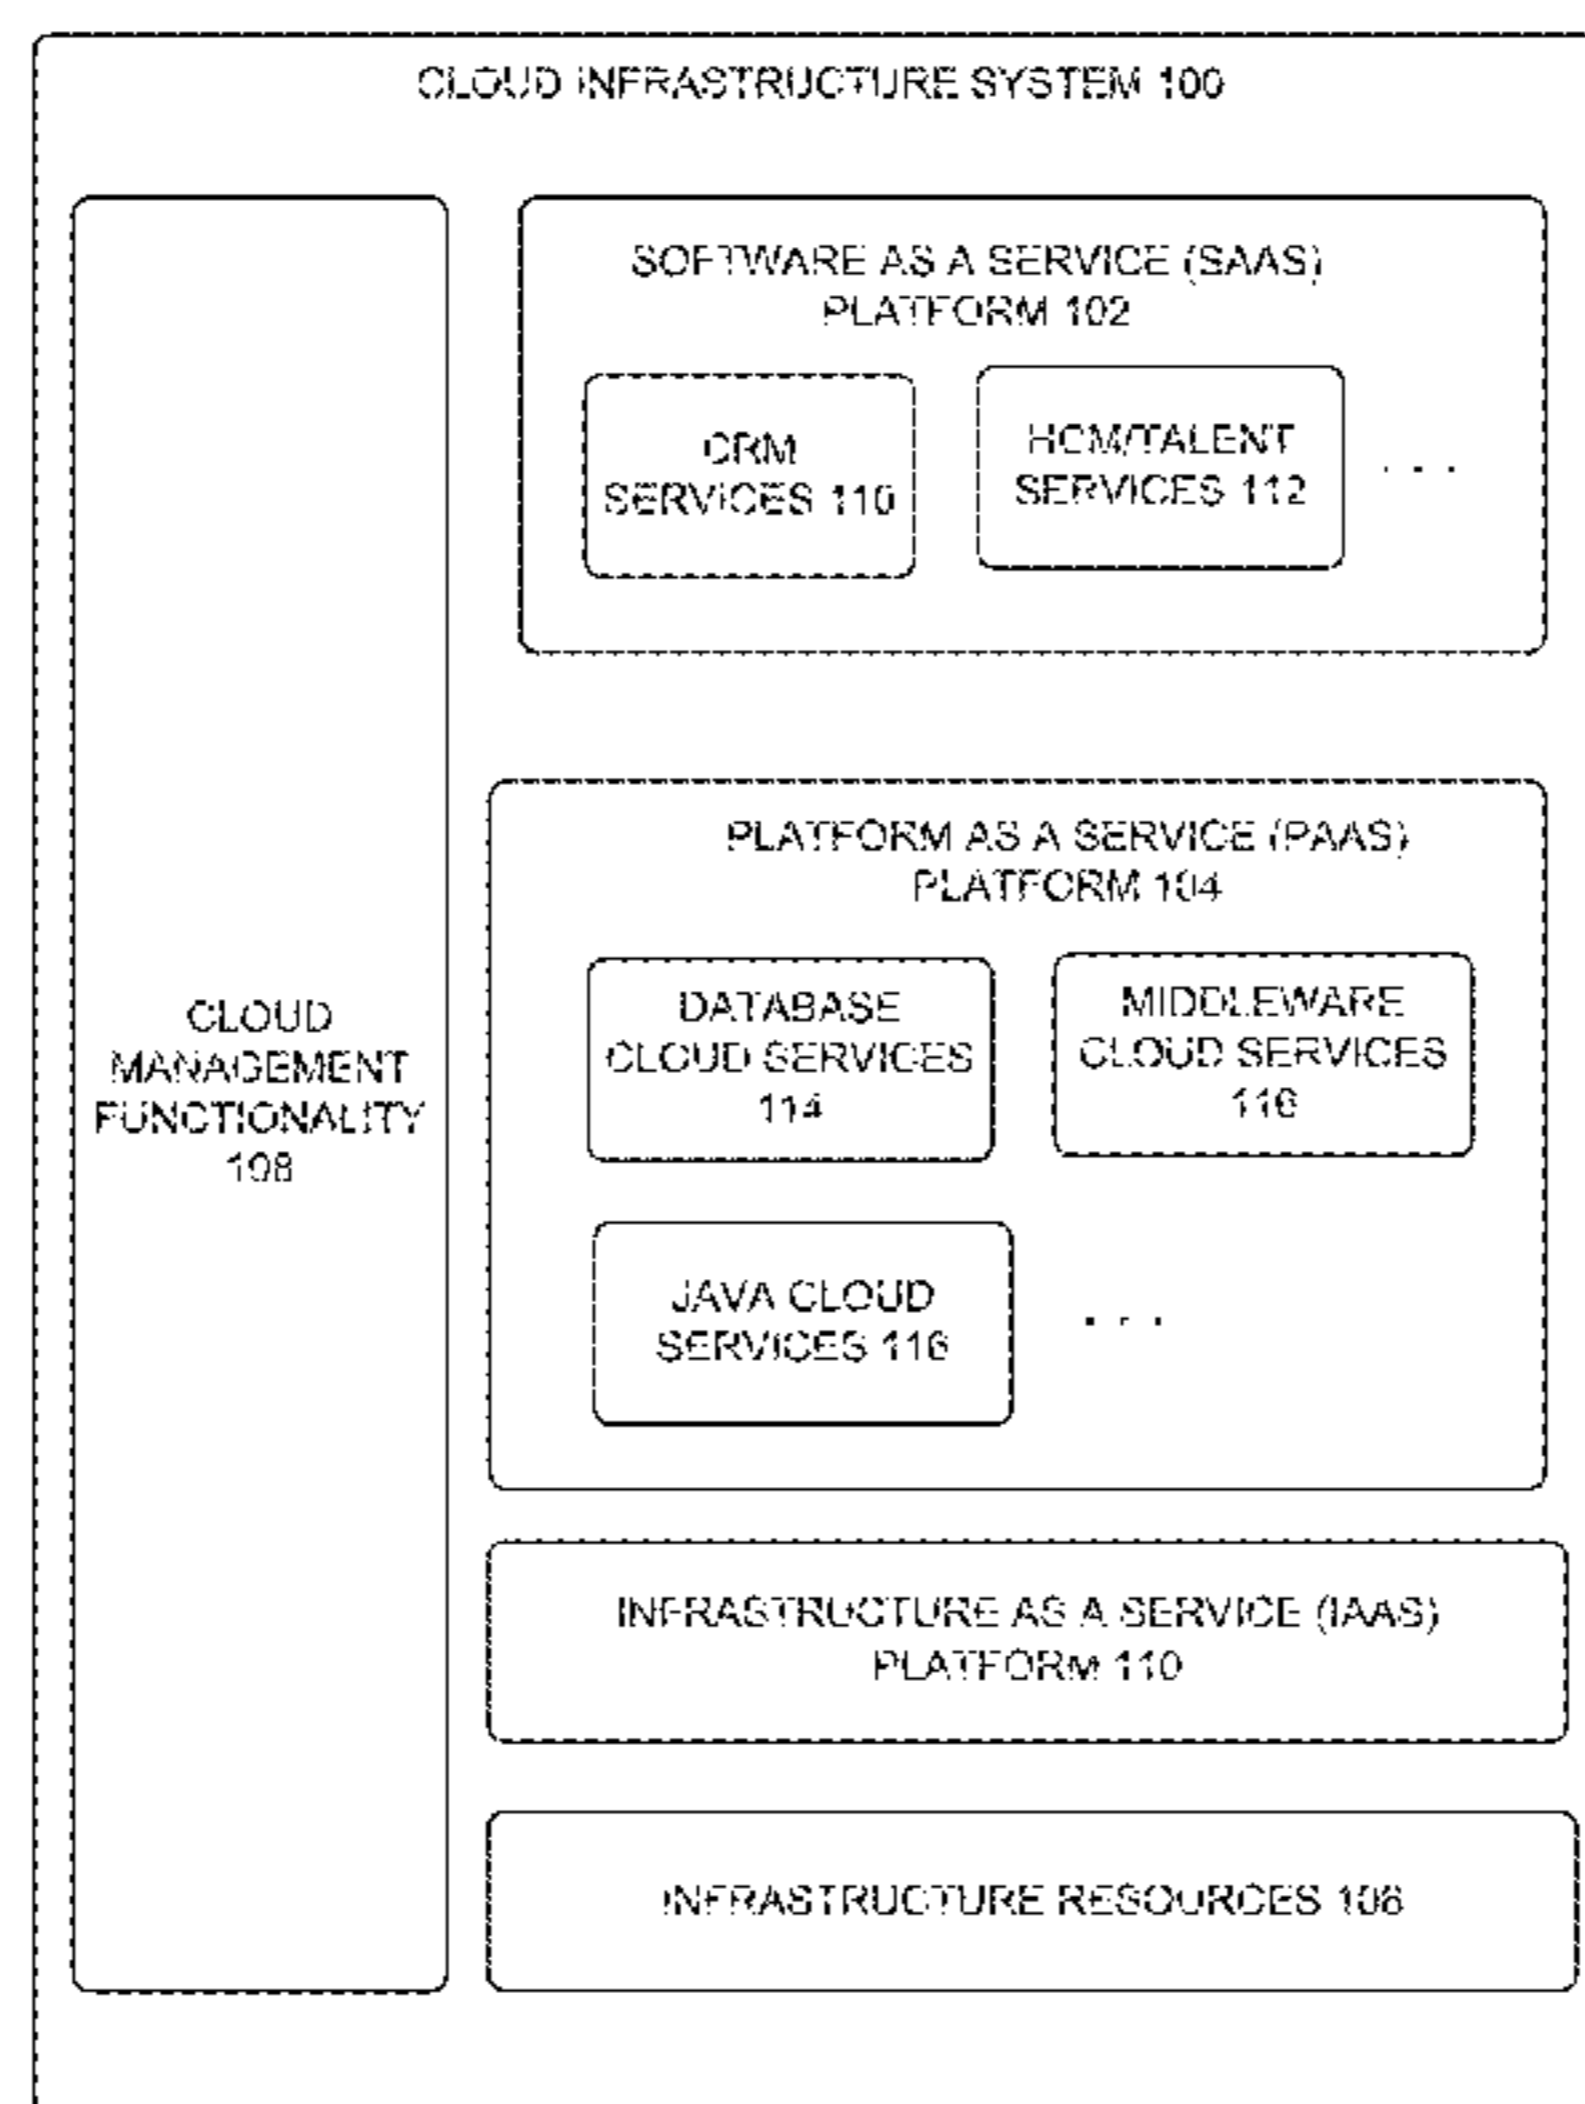 CLOUD INFRASTRUCTURE SYSTEM 100
SOFTWARE AS A SERVICE (SAAS)
PLATFORM 102
CRM
SERVICES 110
HCM/TALENT
SERVICES 112
. . .
PLATFORM AS A SERVICE (PAAS)
PLATFORM 104
DATABASE
CLOUD SERVICES
114
MIDDLEWARE
CLOUD SERVICES
116
JAVA CLOUD
SERVICES 116
. . .
CLOUD
MANAGEMENT
FUNCTIONALITY
108
INFRASTRUCTURE AS A SERVICE (IAAS)
PLATFORM 110
INFRASTRUCTURE RESOURCES 106